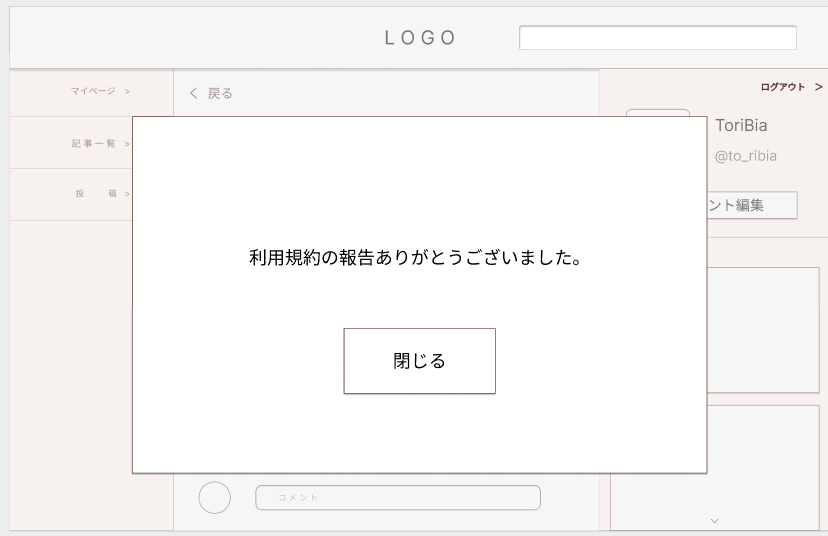 LOGO
マイページ >
< 戻る
ログアウト >
ToriBia
記事一覧 >
@to_ribia
投 稿 >
ント編集
利用規約の報告ありがとうございました。
閉じる
コメント